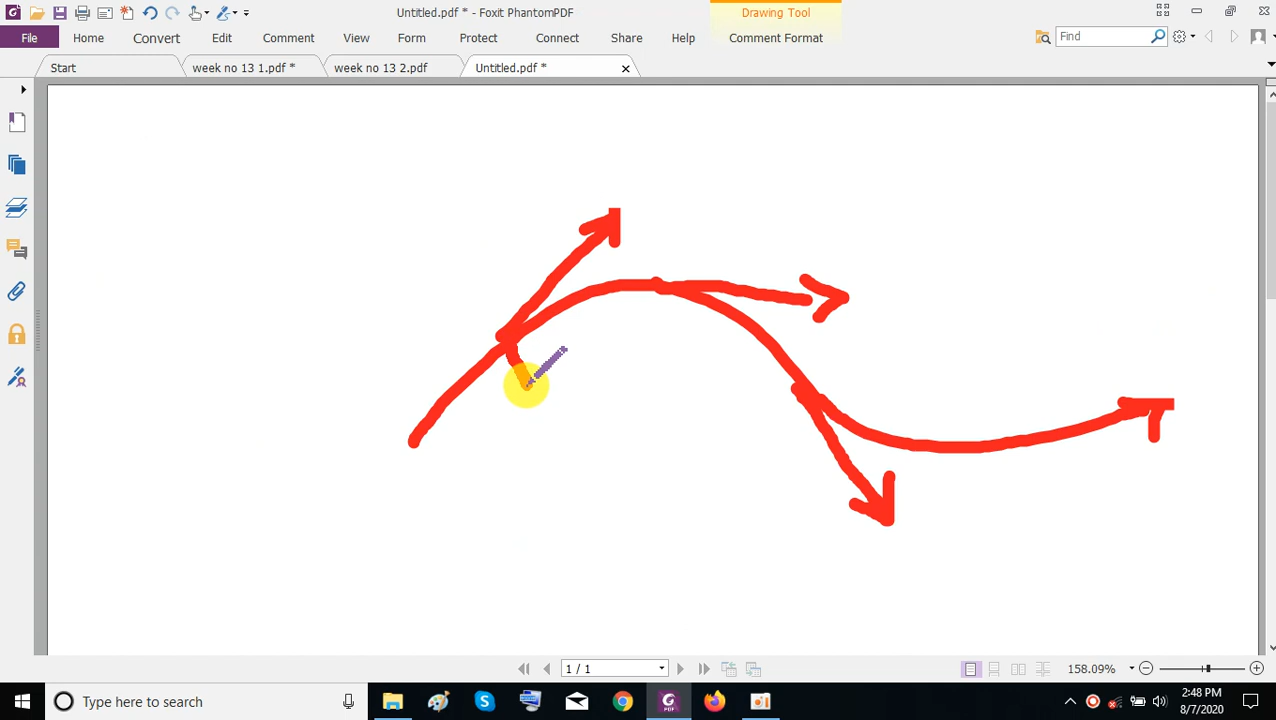 Untitled.pdf * - Foxit PhantomPDF
Drawing Tool
File Home Convert Edit Comment View Form Protect Connect Share Help Comment Format Find
Start week no 13 1.pdf * week no 13 2.pdf Untitled.pdf *
1 / 1 158.09%
Type here to search PDF 2:48 PM
8/7/2020